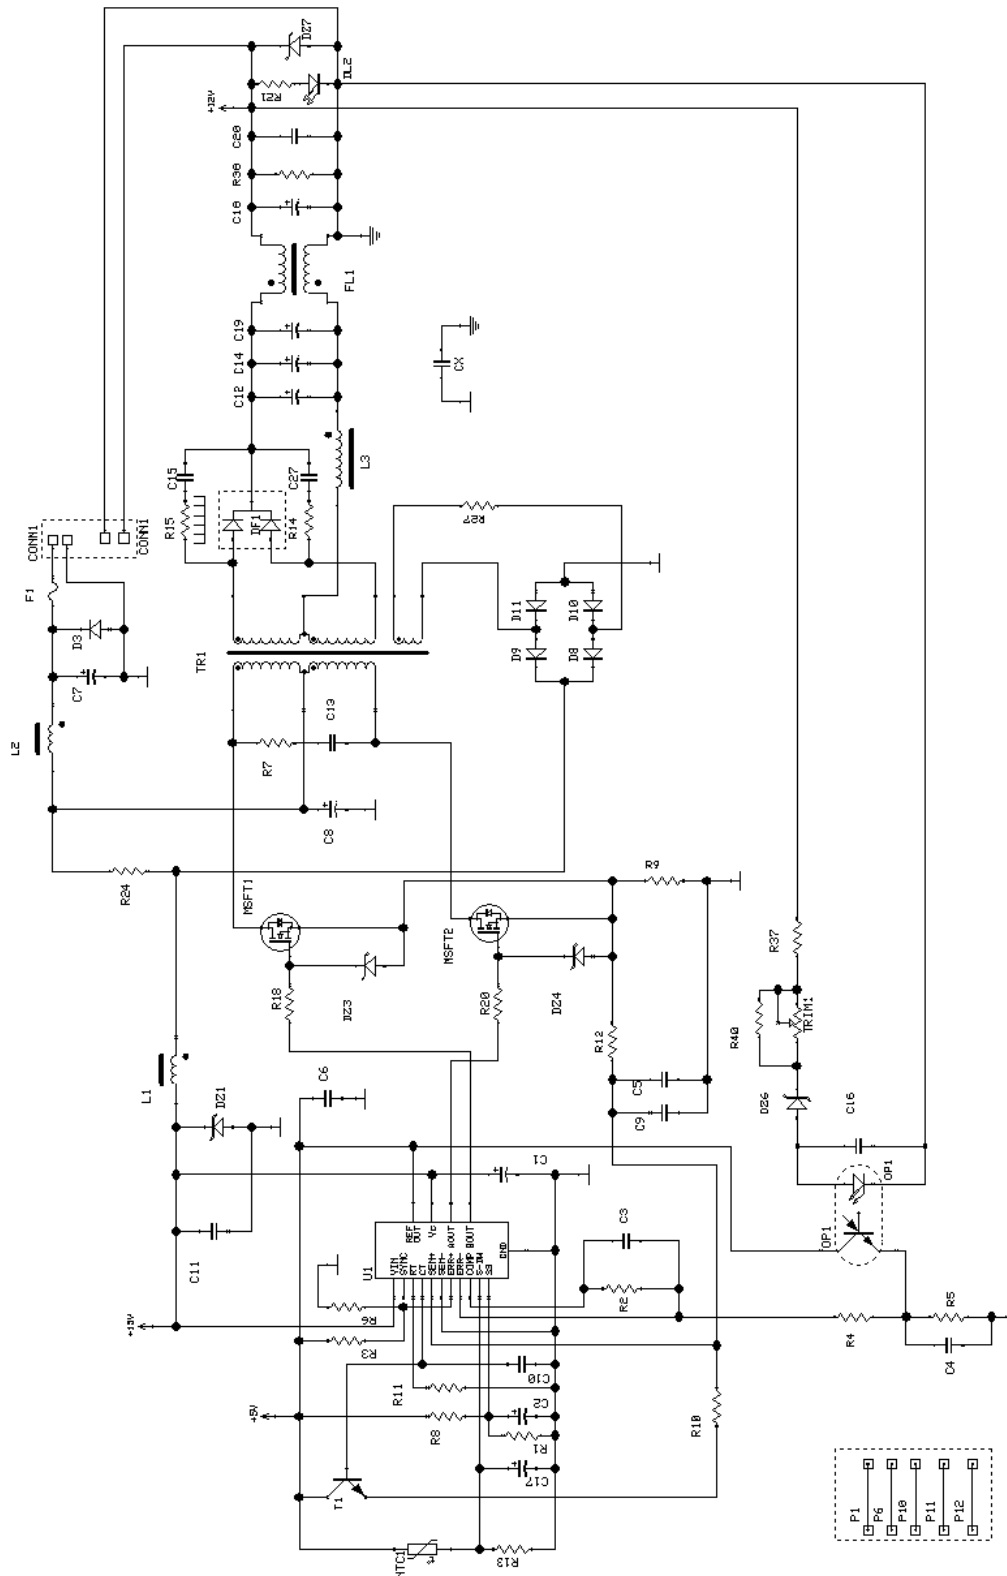 DZ7
DL2
R21
+12V
C20
R38
C18
FL1
C19
D14
C12
CX
L3
C15
C27
R15
DF1
R14
R27
CONN1
CONN1
F1
D3
C7
TR1
D11
D10
D9
D8
L2
C13
R7
C8
R24
R9
MSFT1
MSFT2
R37
R18
R20
DZ3
DZ4
R12
R40
TRIM1
L1
DZ1
C6
C5
C9
DZ6
C16
C1
OP1
OP1
C11
U1
REF
OUT
VC
AOUT
BOUT
GND
VIN
SYNC
RT
CT
SEN+
SEN-
ERR+
ERR-
COMP
S-DW
SS
C3
R2
+15V
R6
R3
R4
R5
C4
C10
R11
+5V
R8
C2
R1
R10
C17
T1
NTC1
R13
P1
P6
P10
P11
P12